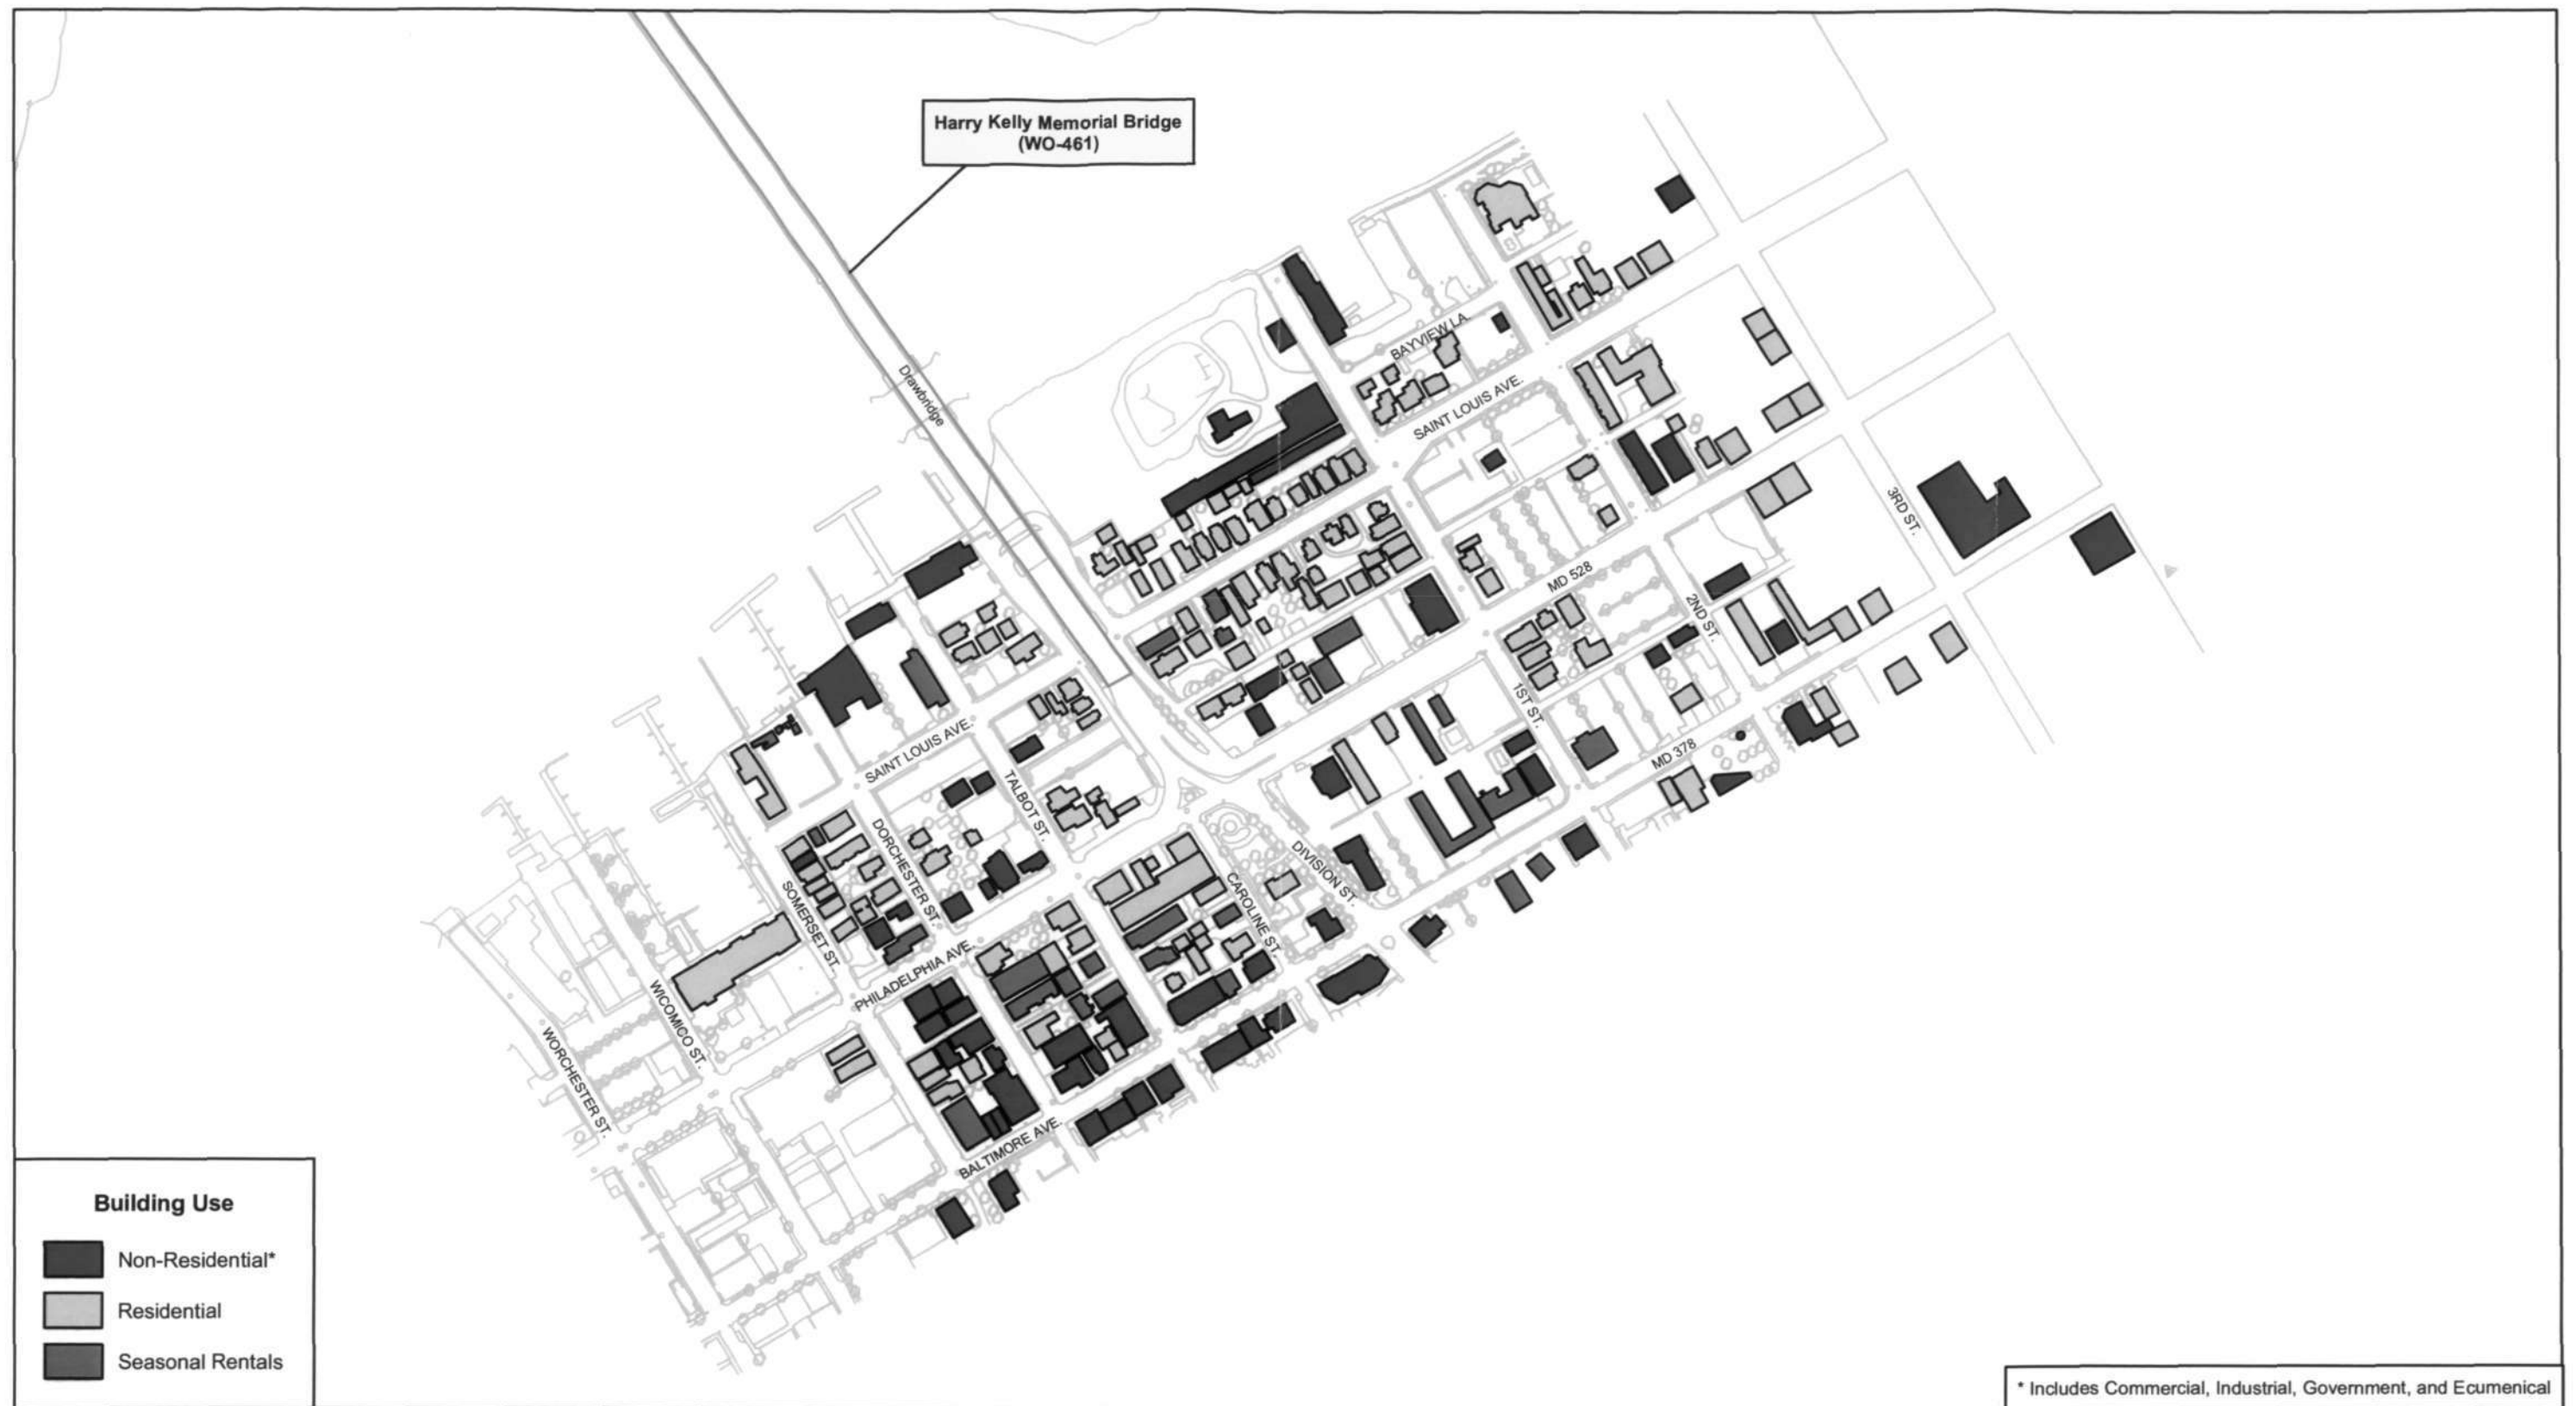 Harry Kelly Memorial Bridge
(WO-461)
Drawbridge
BAYVIEW LA.
SAINT LOUIS AVE.
3RD ST.
MD 528
2ND ST.
1ST ST.
MD 378
SAINT LOUIS AVE.
TALBOT ST.
DORCHESTER ST.
DIVISION ST.
CAROLINE ST.
SOMERSET ST.
PHILADELPHIA AVE.
WICOMICO ST.
WORCHESTER ST.
BALTIMORE AVE.
Building Use
Non-Residential*
Residential
Seasonal Rentals
* Includes Commercial, Industrial, Government, and Ecumenical